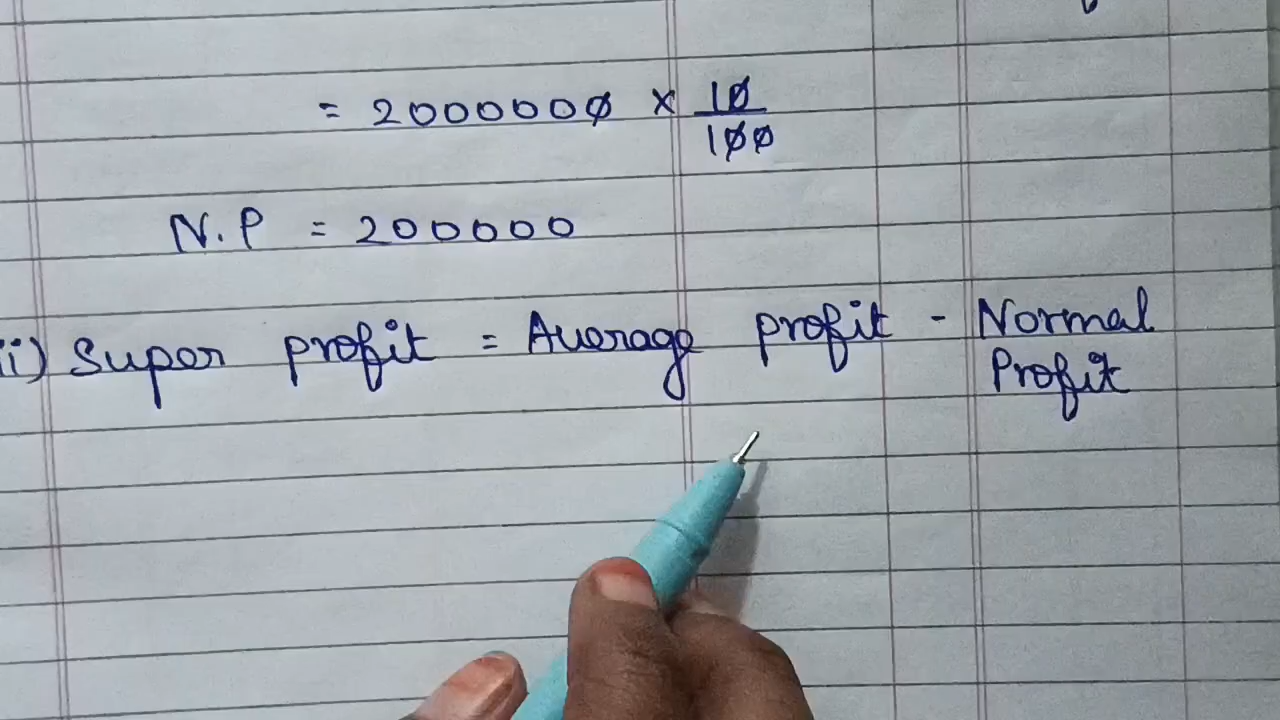 = 2000000 × 10/100
N.P = 200000
ii) Super profit = Average profit - Normal
Profit